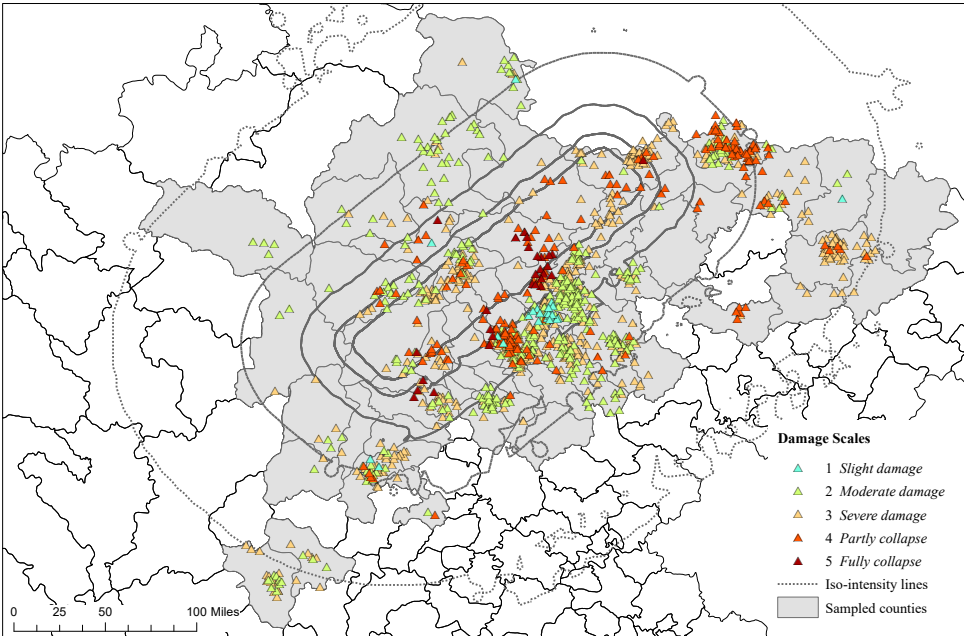 Damage Scales
1 Slight damage
2 Moderate damage
3 Severe damage
4 Partly collapse
5 Fully collapse
Iso-intensity lines
Sampled counties
0 25 50 100 Miles